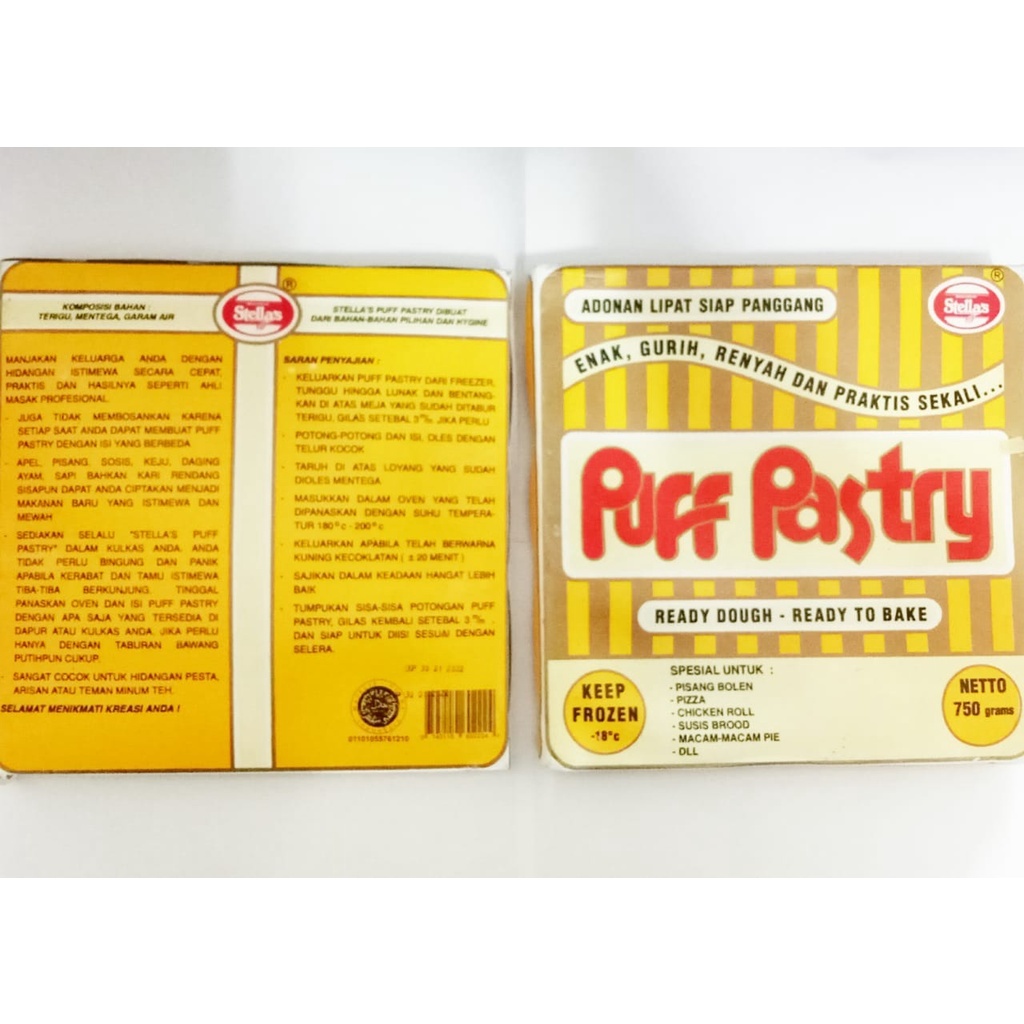 KOMPOSISI BAHAN :
TERIGU, MENTEGA, GARAM AIR
Stella's
®
STELLA'S PUFF PASTRY DIBUAT
DARI BAHAN-BAHAN PILIHAN DAN HYGINE
MANJAKAN KELUARGA ANDA DENGAN
HIDANGAN ISTIMEWA SECARA CEPAT,
PRAKTIS DAN HASILNYA SEPERTI AHLI
MASAK PROFESIONAL.
- JUGA TIDAK MEMBOSANKAN KARENA
SETIAP SAAT ANDA DAPAT MEMBUAT PUFF
PASTRY DENGAN ISI YANG BERBEDA
- APEL, PISANG, SOSIS, KEJU, DAGING
AYAM, SAPI BAHKAN KARI RENDANG
SISAPUN DAPAT ANDA CIPTAKAN MENJADI
MAKANAN BARU YANG ISTIMEWA DAN
MEWAH
- SEDIAKAN SELALU "STELLA'S PUFF
PASTRY" DALAM KULKAS ANDA. ANDA
TIDAK PERLU BINGUNG DAN PANIK
APABILA KERABAT DAN TAMU ISTIMEWA
TIBA-TIBA BERKUNJUNG. TINGGAL
PANASKAN OVEN DAN ISI PUFF PASTRY
DENGAN APA SAJA YANG TERSEDIA DI
DAPUR ATAU KULKAS ANDA, JIKA PERLU
HANYA DENGAN TABURAN BAWANG
PUTIHPUN CUKUP.
- SANGAT COCOK UNTUK HIDANGAN PESTA,
ARISAN ATAU TEMAN MINUM TEH.
SELAMAT MENIKMATI KREASI ANDA !
SARAN PENYAJIAN :
- KELUARKAN PUFF PASTRY DARI FREEZER,
TUNGGU HINGGA LUNAK DAN BENTANG-
KAN DI ATAS MEJA YANG SUDAH DITABUR
TERIGU, GILAS SETEBAL 3 m/m. JIKA PERLU
- POTONG-POTONG DAN ISI, OLES DENGAN
TELUR KOCOK
- TARUH DI ATAS LOYANG YANG SUDAH
DIOLES MENTEGA
- MASUKKAN DALAM OVEN YANG TELAH
DIPANASKAN DENGAN SUHU TEMPERA-
TUR 180°c - 200°c
- KELUARKAN APABILA TELAH BERWARNA
KUNING KECOKLATAN ( ± 20 MENIT )
- SAJIKAN DALAM KEADAAN HANGAT LEBIH
BAIK
- TUMPUKAN SISA-SISA POTONGAN PUFF
PASTRY, GILAS KEMBALI SETEBAL 3 m/m.
DAN SIAP UNTUK DIISI SESUAI DENGAN
SELERA.
01101055761210
®
Stella's
ADONAN LIPAT SIAP PANGGANG
ENAK, GURIH, RENYAH DAN PRAKTIS SEKALI...
Puff Pastry
READY DOUGH - READY TO BAKE
KEEP
FROZEN
-18°c
SPESIAL UNTUK :
- PISANG BOLEN
- PIZZA
- CHICKEN ROLL
- SUSIS BROOD
- MACAM-MACAM PIE
- DLL
NETTO
750 grams